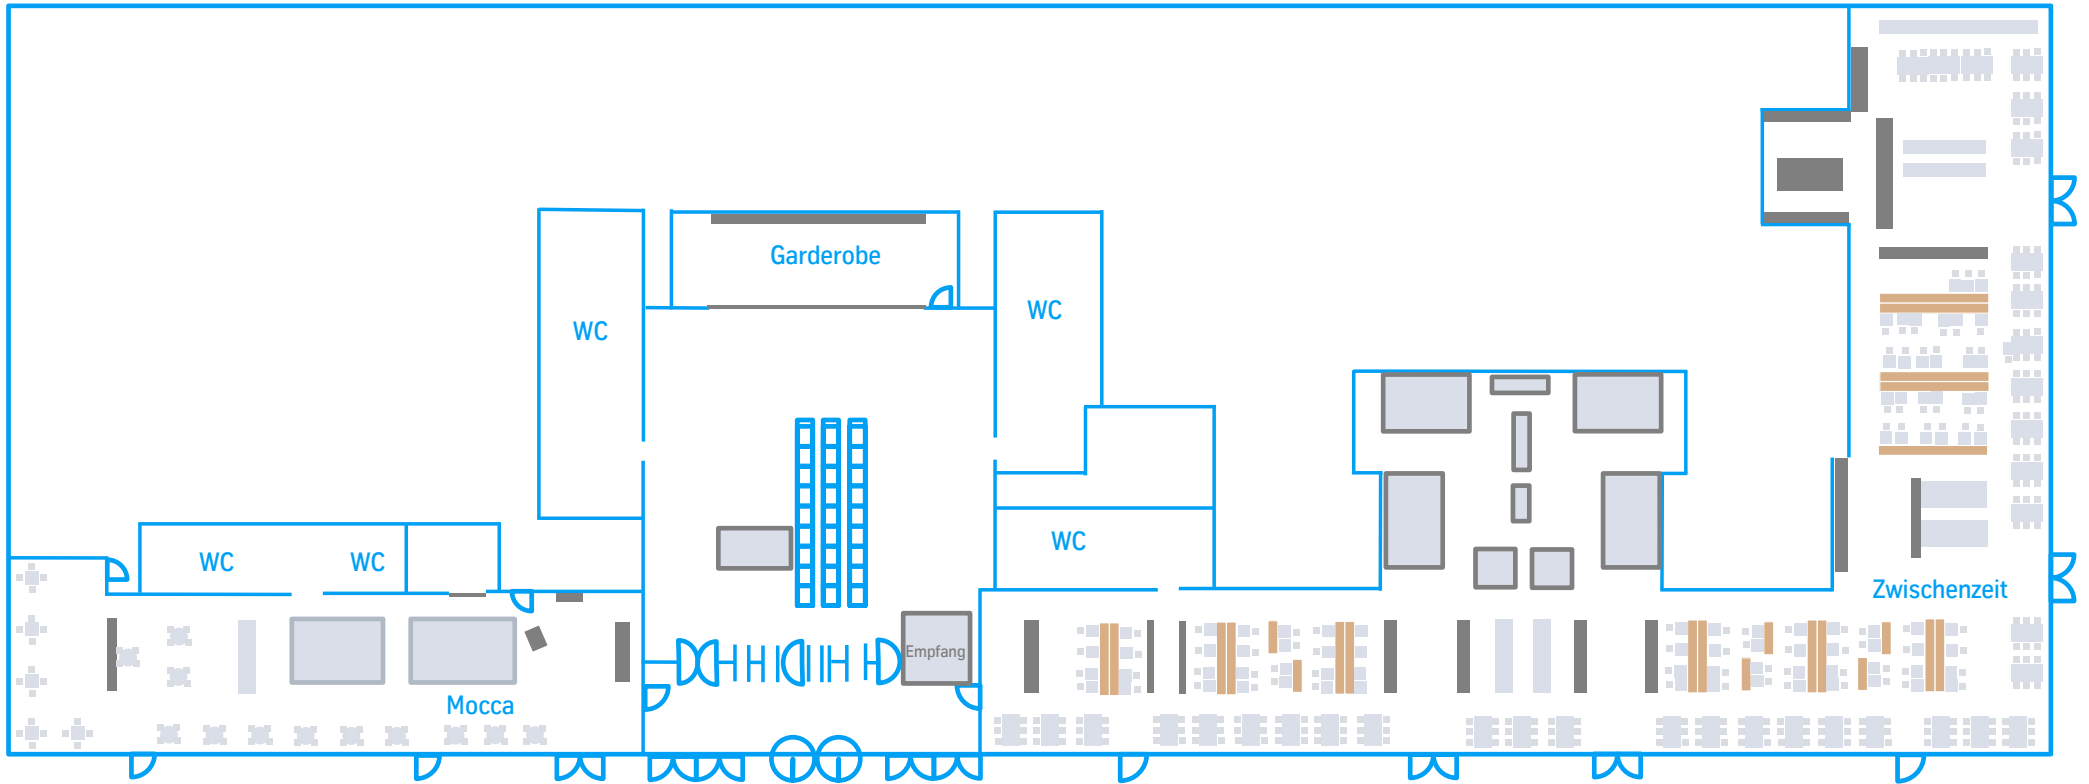 Garderobe
WC
WC
WC
WC
WC
Zwischenzeit
Empfang
Mocca